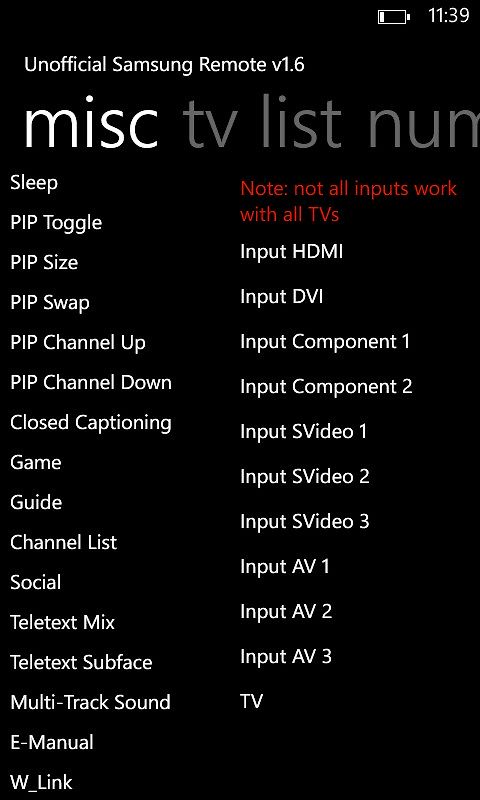 11:39
Unofficial Samsung Remote v1.6
misc tv list num
Sleep
PIP Toggle
PIP Size
PIP Swap
PIP Channel Up
PIP Channel Down
Closed Captioning
Game
Guide
Channel List
Social
Teletext Mix
Teletext Subface
Multi-Track Sound
E-Manual
W_Link
Note: not all inputs work
with all TVs
Input HDMI
Input DVI
Input Component 1
Input Component 2
Input SVideo 1
Input SVideo 2
Input SVideo 3
Input AV 1
Input AV 2
Input AV 3
TV